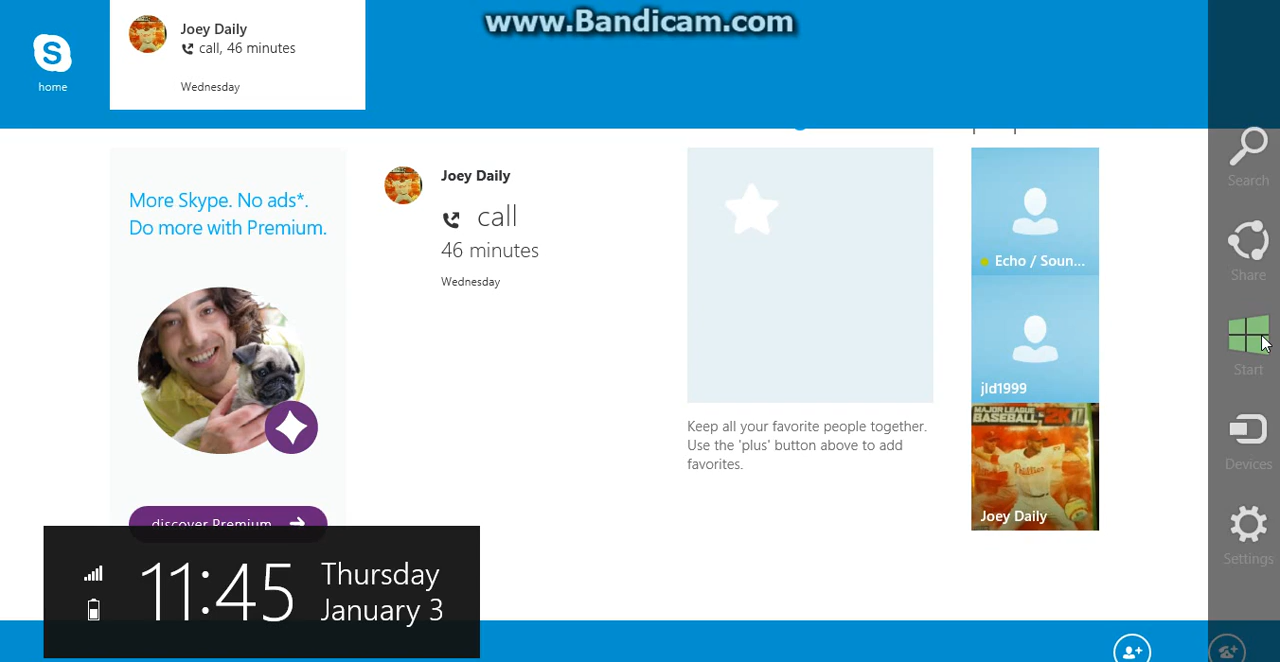 www.Bandicam.com
home
Joey Daily
call, 46 minutes
Wednesday
More Skype. No ads*.
Do more with Premium.
discover Premium
Joey Daily
call
46 minutes
Wednesday
Keep all your favorite people together.
Use the 'plus' button above to add
favorites.
Echo / Soun...
jld1999
MAJOR LEAGUE
BASEBALL 2K11
Phillies
Joey Daily
Search
Share
Start
Devices
Settings
11:45
Thursday
January 3